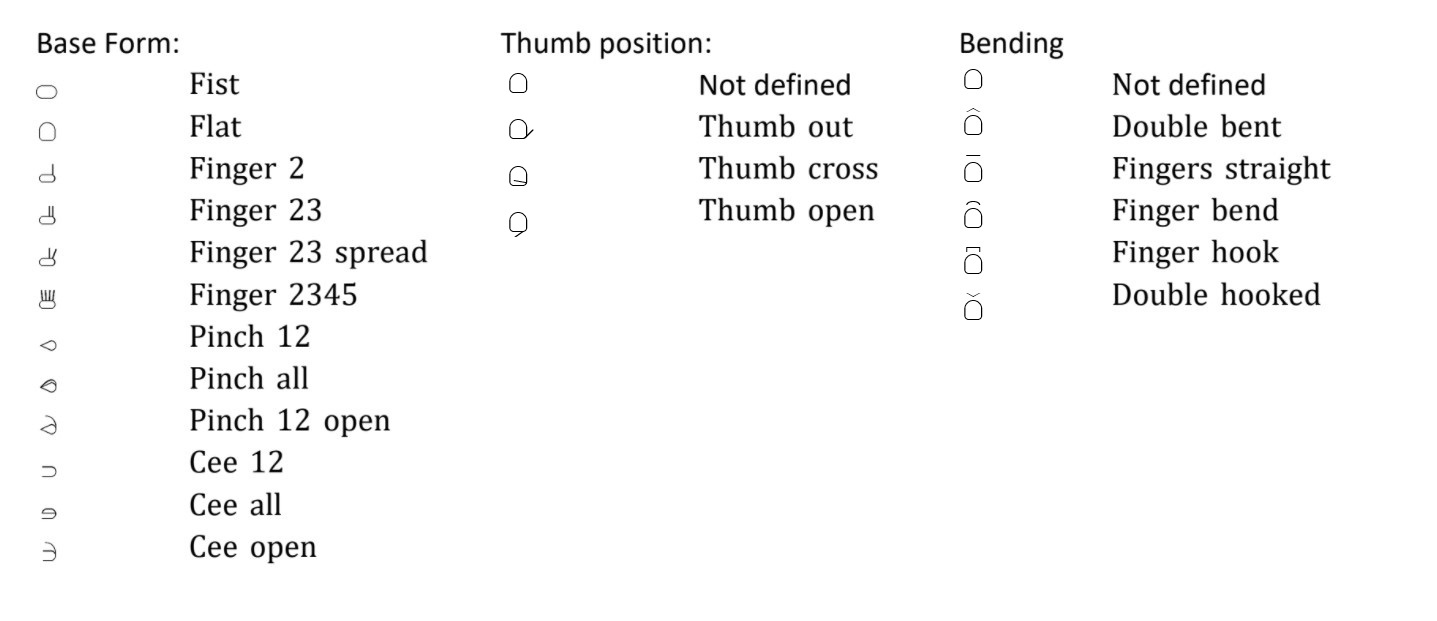 Base Form:
Fist
Flat
Finger 2
Finger 23
Finger 23 spread
Finger 2345
Pinch 12
Pinch all
Pinch 12 open
Cee 12
Cee all
Cee open
Thumb position:
Not defined
Thumb out
Thumb cross
Thumb open
Bending
Not defined
Double bent
Fingers straight
Finger bend
Finger hook
Double hooked